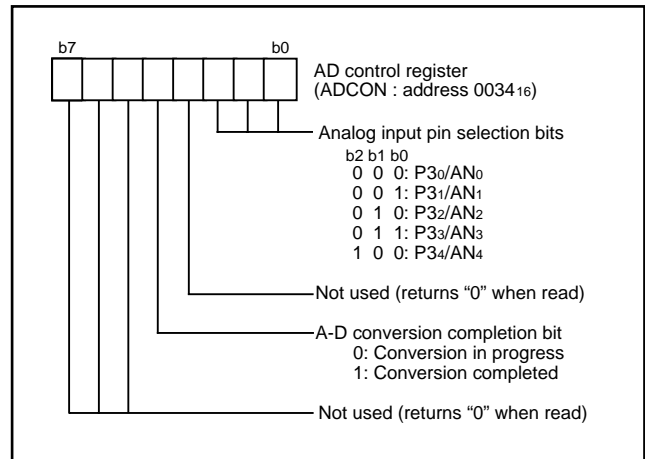 b7 b0
AD control register
(ADCON : address 0034₁₆)
Analog input pin selection bits
b2 b1 b0
0 0 0: P3₀/AN₀
0 0 1: P3₁/AN₁
0 1 0: P3₂/AN₂
0 1 1: P3₃/AN₃
1 0 0: P3₄/AN₄
Not used (returns “0” when read)
A-D conversion completion bit
0: Conversion in progress
1: Conversion completed
Not used (returns “0” when read)